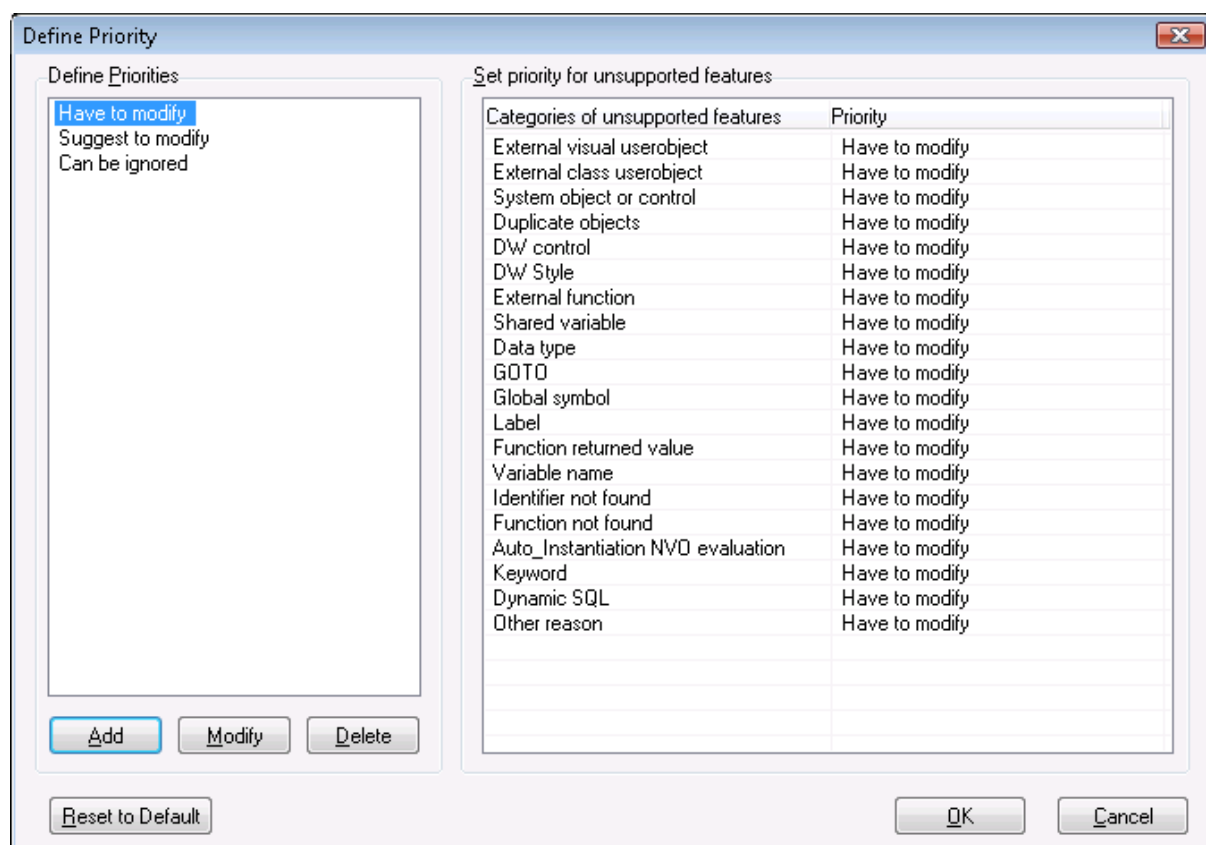 Define Priority
Define Priorities
Have to modify
Suggest to modify
Can be ignored
Add
Modify
Delete
Set priority for unsupported features
Categories of unsupported features Priority
External visual userobject Have to modify
External class userobject Have to modify
System object or control Have to modify
Duplicate objects Have to modify
DW control Have to modify
DW Style Have to modify
External function Have to modify
Shared variable Have to modify
Data type Have to modify
GOTO Have to modify
Global symbol Have to modify
Label Have to modify
Function returned value Have to modify
Variable name Have to modify
Identifier not found Have to modify
Function not found Have to modify
Auto_Instantiation NVO evaluation Have to modify
Keyword Have to modify
Dynamic SQL Have to modify
Other reason Have to modify
Reset to Default
OK
Cancel